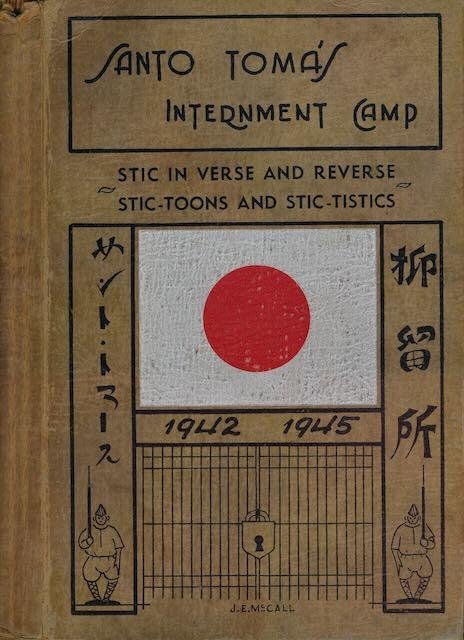 SANTO TOMÁS
INTERNMENT CAMP
STIC IN VERSE AND REVERSE
~ STIC-TOONS AND STIC-TISTICS ~
サント・トマース
抑留所
1942 1945
J.E.McCALL